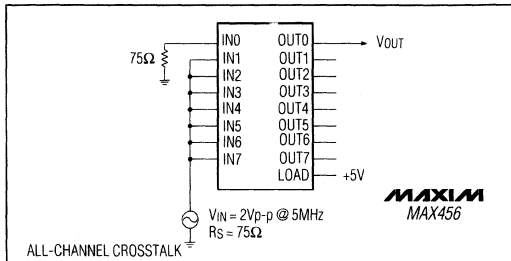 IN0 OUT0 VOUT
75Ω
IN1 OUT1
IN2 OUT2
IN3 OUT3
IN4 OUT4
IN5 OUT5
IN6 OUT6
IN7 OUT7
LOAD +5V
MAXIM
MAX456
VIN = 2Vp-p @ 5MHz
RS = 75Ω
ALL-CHANNEL CROSSTALK